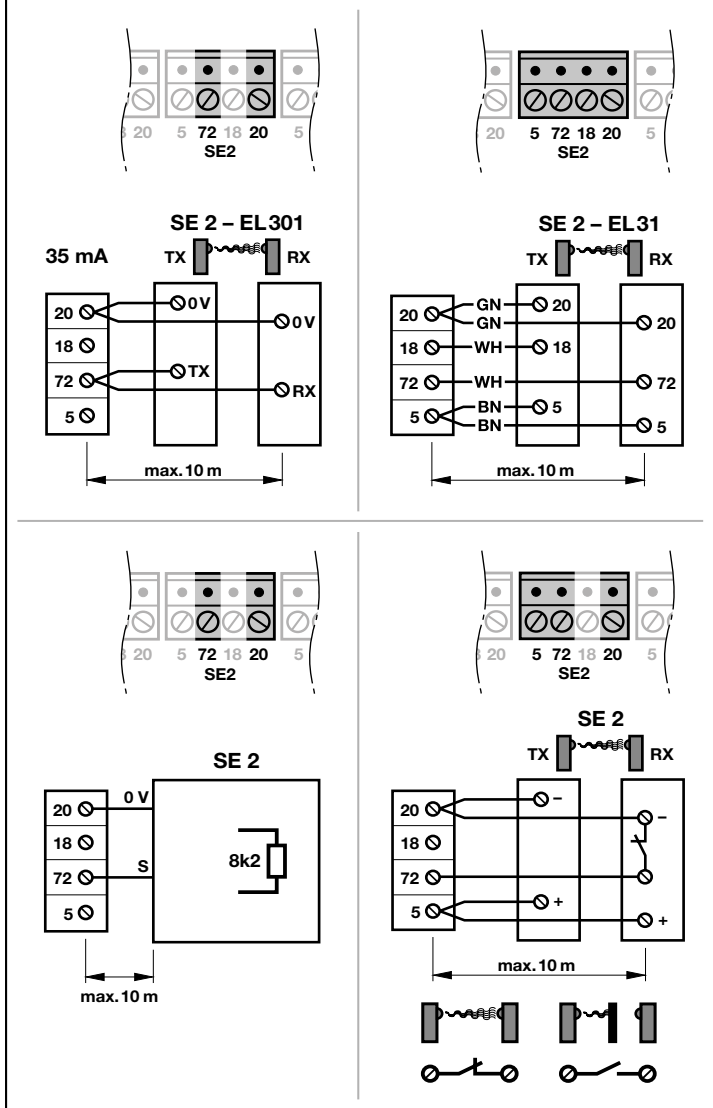 20 5 72 18 20 5
SE2
SE 2 – EL301
35 mA
TX RX
20 0V
0V
18
72 TX
RX
5
max. 10 m
20 5 72 18 20 5
SE2
SE 2 – EL31
TX RX
20 GN 20
GN 20
18 WH 18
72 WH 72
5 BN 5
BN 5
max. 10 m
20 5 72 18 20 5
SE2
SE 2
20 0 V
18
8k2
72 S
5
max. 10 m
20 5 72 18 20 5
SE2
SE 2
TX RX
20 –
–
18
72
5 +
+
max. 10 m